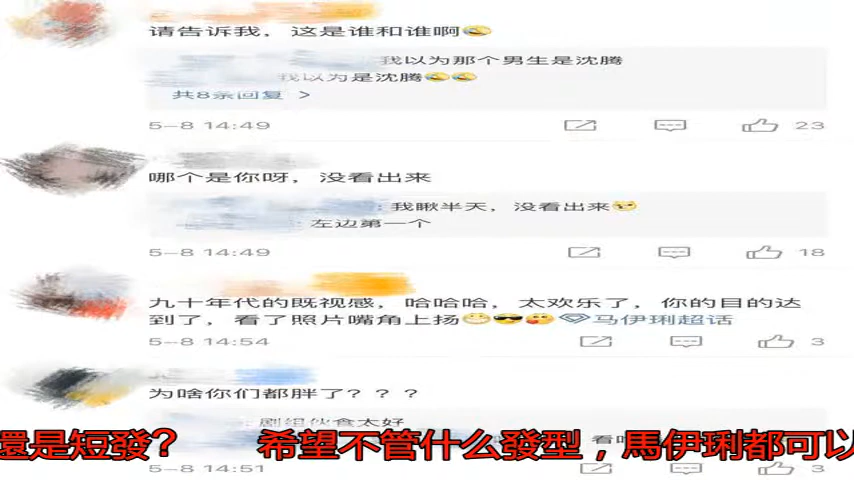 请告诉我，这是谁和谁啊
我以为那个男生是沈腾
我以为是沈腾
共8条回复 >
5-8 14:49
23
哪个是你呀，没看出来
: 我瞅半天，没看出来
左边第一个
5-8 14:49
18
九十年代的既视感，哈哈哈，太欢乐了，你的目的达
到了，看了照片嘴角上扬 马伊琍超话
5-8 14:54
3
为啥你们都胖了？？？
: 剧组伙食太好
還是短發？ 希望不管什么發型，馬伊琍都可以
5-8 14:51
3